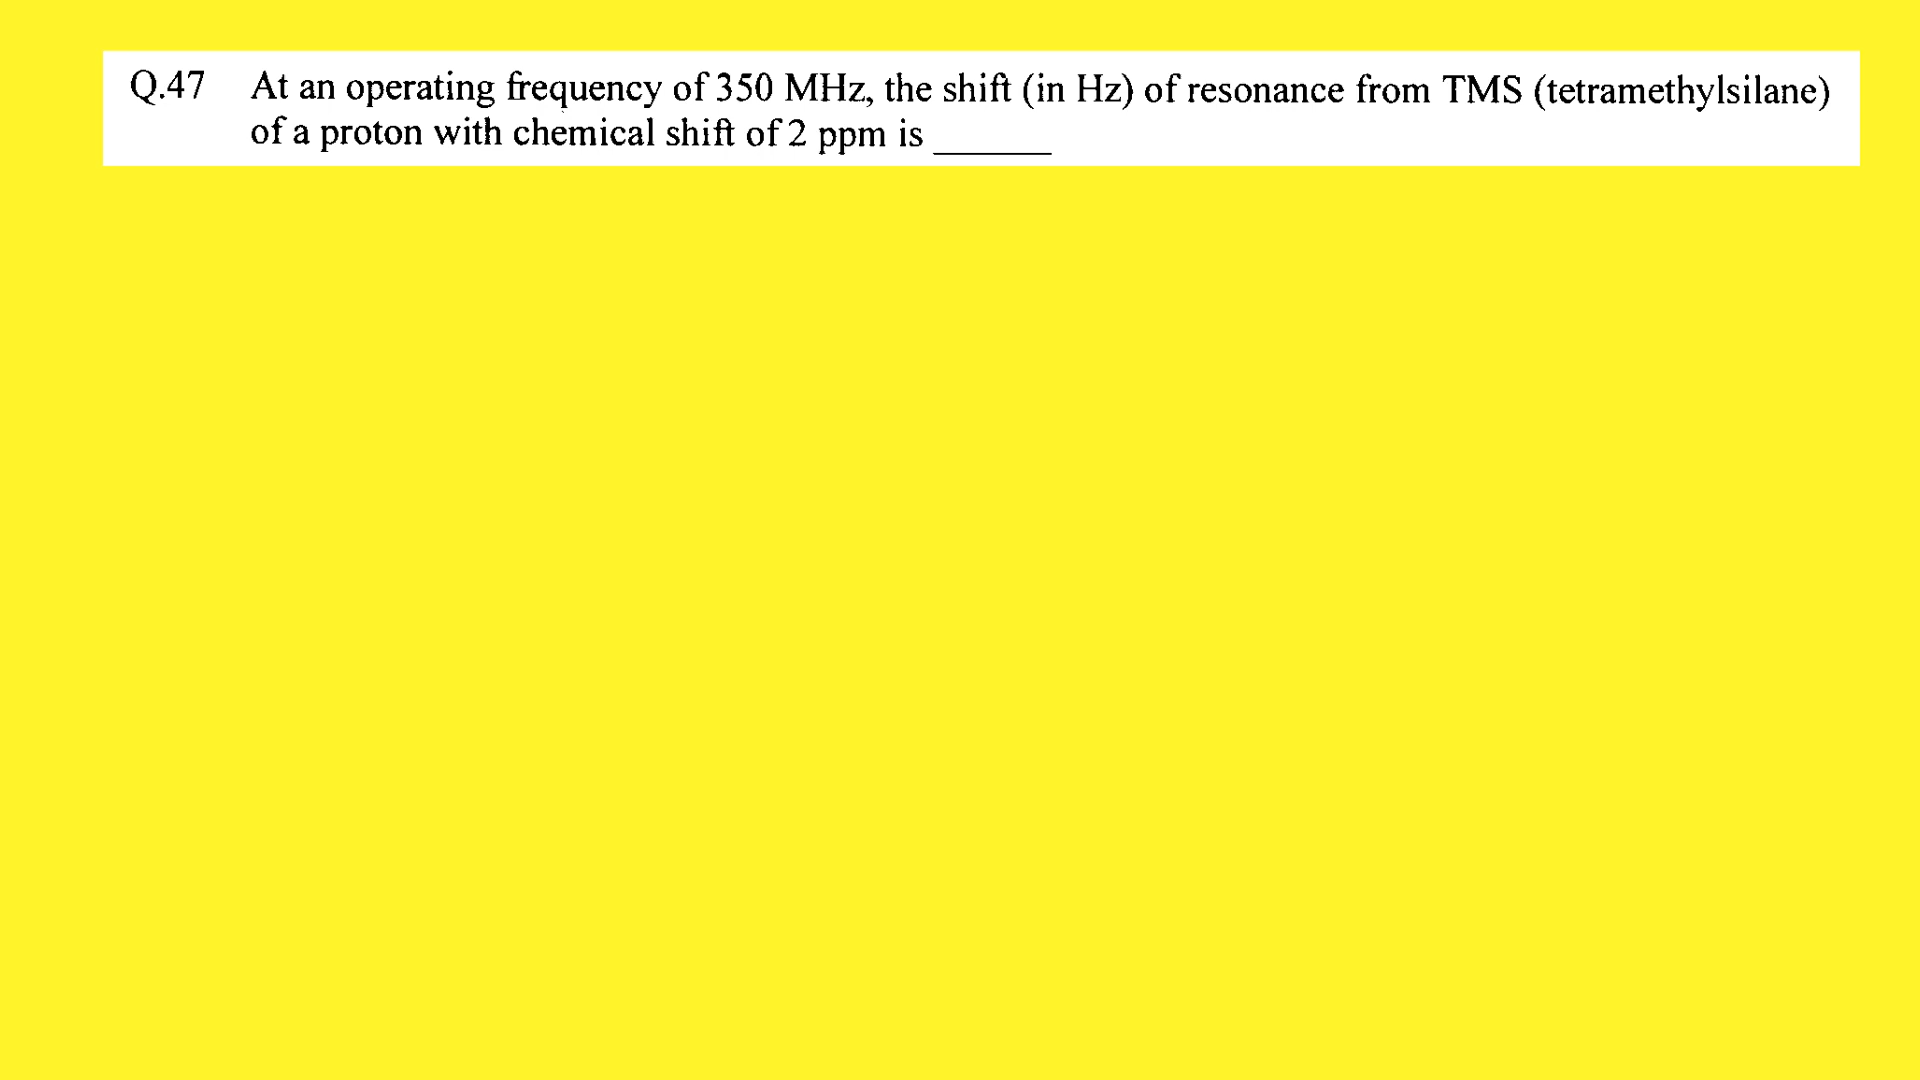 Q.47 At an operating frequency of 350 MHz, the shift (in Hz) of resonance from TMS (tetramethylsilane)
of a proton with chemical shift of 2 ppm is ______